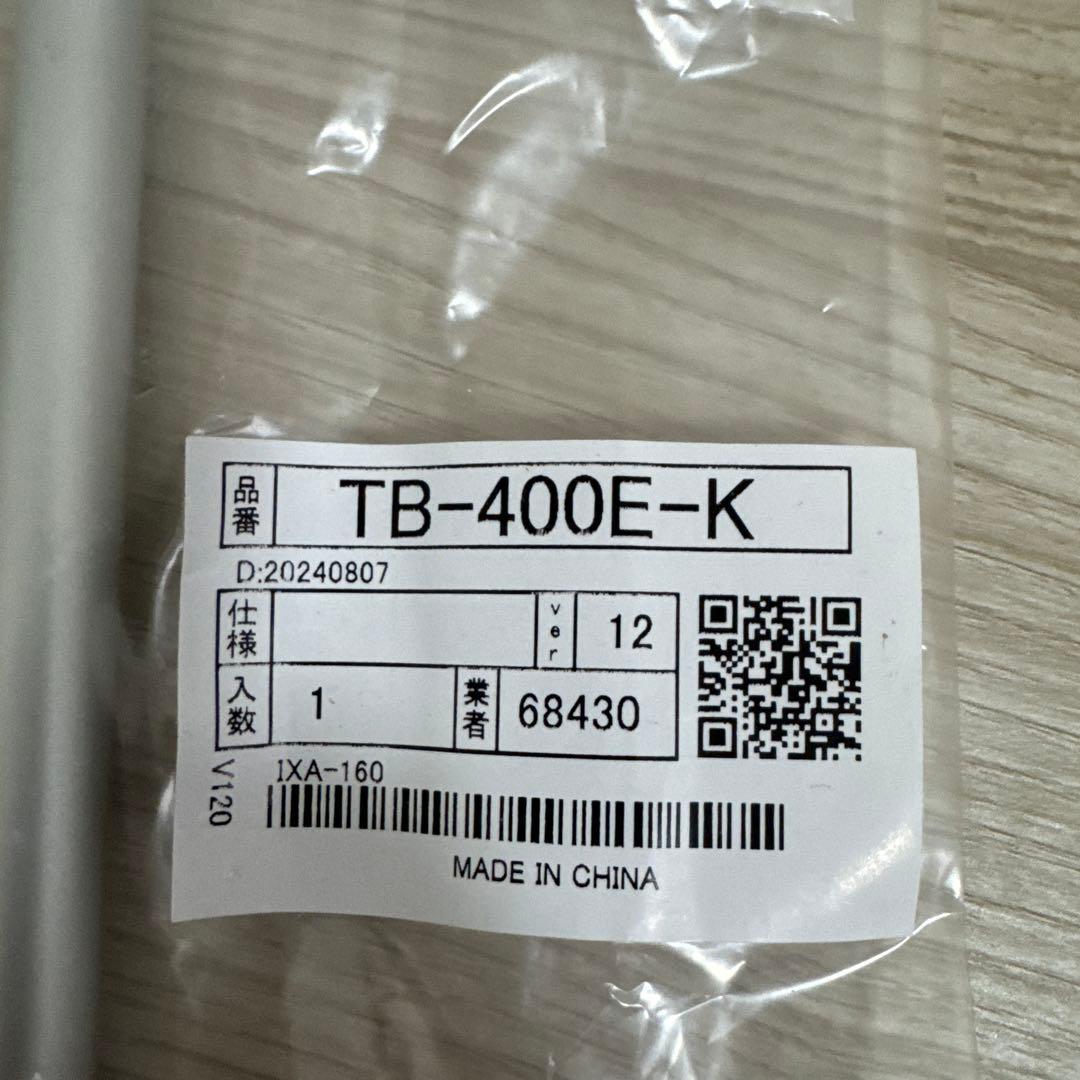 品番 TB-400E-K
D:20240807
仕様 ver 12
入数 1 業者 68430
V120
IXA-160
MADE IN CHINA